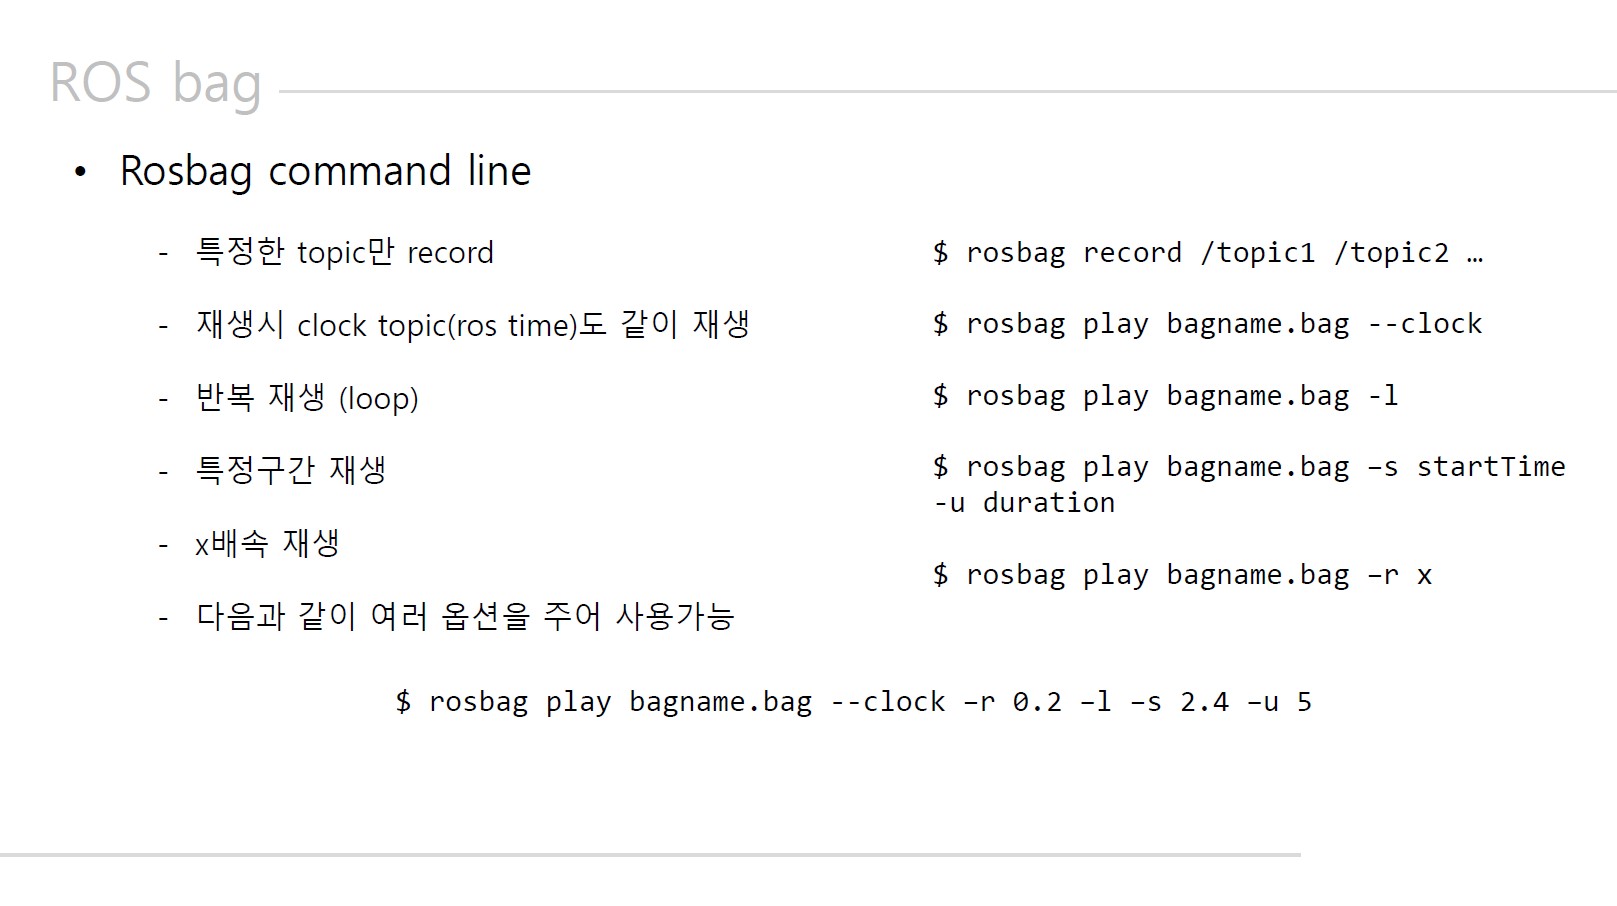 ROS bag
• Rosbag command line
- 특정한 topic만 record
$ rosbag record /topic1 /topic2 …
- 재생시 clock topic(ros time)도 같이 재생
$ rosbag play bagname.bag --clock
- 반복 재생 (loop)
$ rosbag play bagname.bag -l
- 특정구간 재생
$ rosbag play bagname.bag –s startTime
-u duration
- x배속 재생
$ rosbag play bagname.bag –r x
- 다음과 같이 여러 옵션을 주어 사용가능
$ rosbag play bagname.bag --clock –r 0.2 –l –s 2.4 –u 5